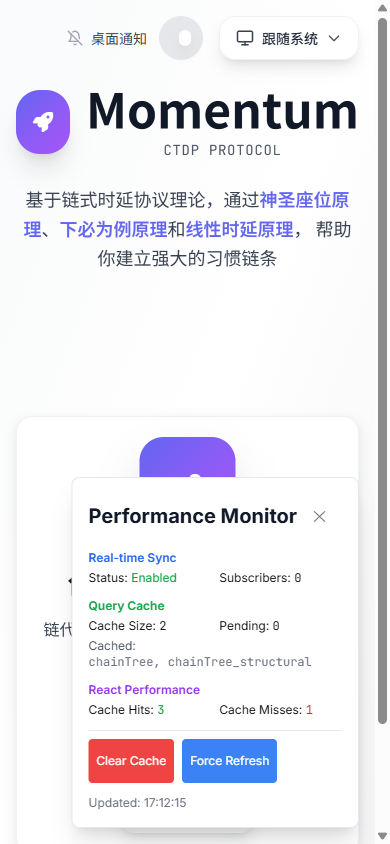 桌面通知
跟随系统
Momentum
CTDP PROTOCOL
基于链式时延协议理论，通过神圣座位原
理、下必为例原理和线性时延原理， 帮助
你建立强大的习惯链条
Performance Monitor
Real-time Sync
Status: Enabled Subscribers: 0
Query Cache
Cache Size: 2 Pending: 0
Cached:
chainTree, chainTree_structural
链代
React Performance
Cache Hits: 3 Cache Misses: 1
Clear Cache Force Refresh
Updated: 17:12:15